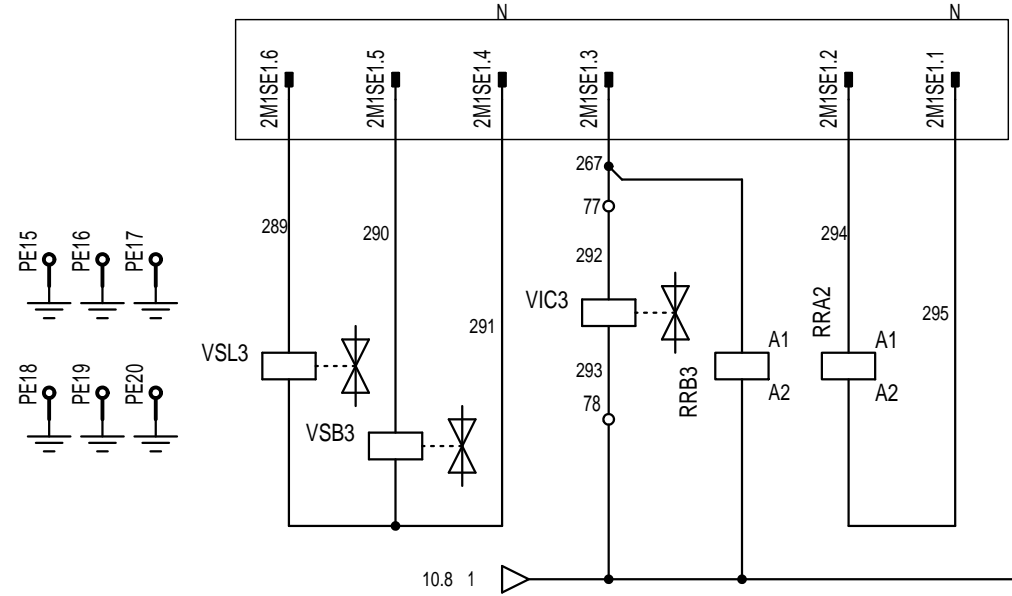 N N
2M1SE1.6 2M1SE1.5 2M1SE1.4 2M1SE1.3 2M1SE1.2 2M1SE1.1
267
77
289 290 294
PE15 PE16 PE17
292
VIC3
RRA2
291 295
VSL3 A1 A1
293
RRB3
PE18 PE19 PE20
A2 A2
78
VSB3
10.8 1